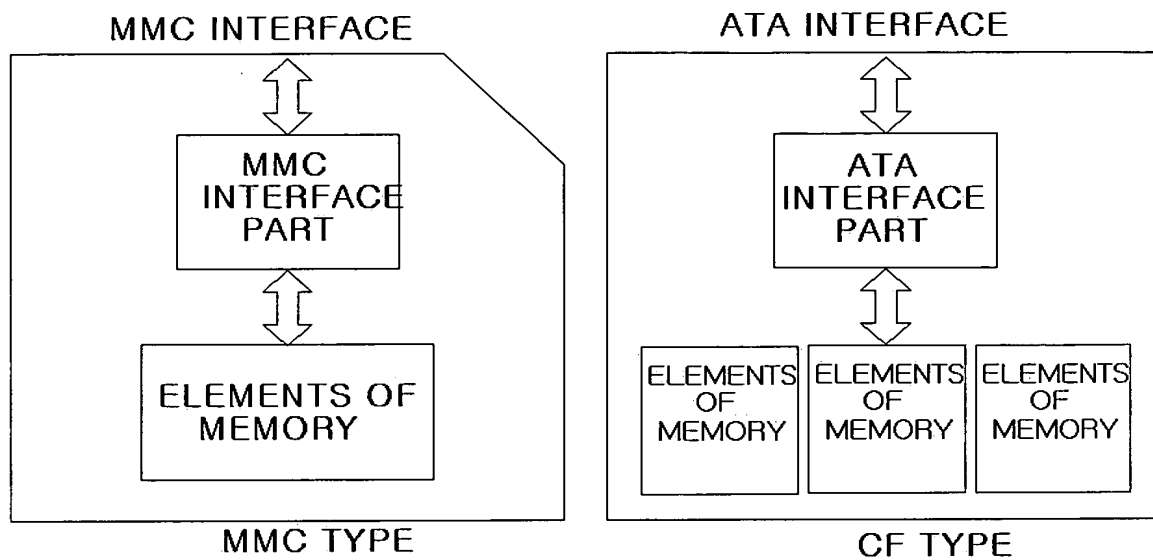 MMC INTERFACE
MMC
INTERFACE
PART
ELEMENTS OF
MEMORY
MMC TYPE
ATA INTERFACE
ATA
INTERFACE
PART
ELEMENTS
OF
MEMORY
ELEMENTS
OF
MEMORY
ELEMENTS
OF
MEMORY
CF TYPE